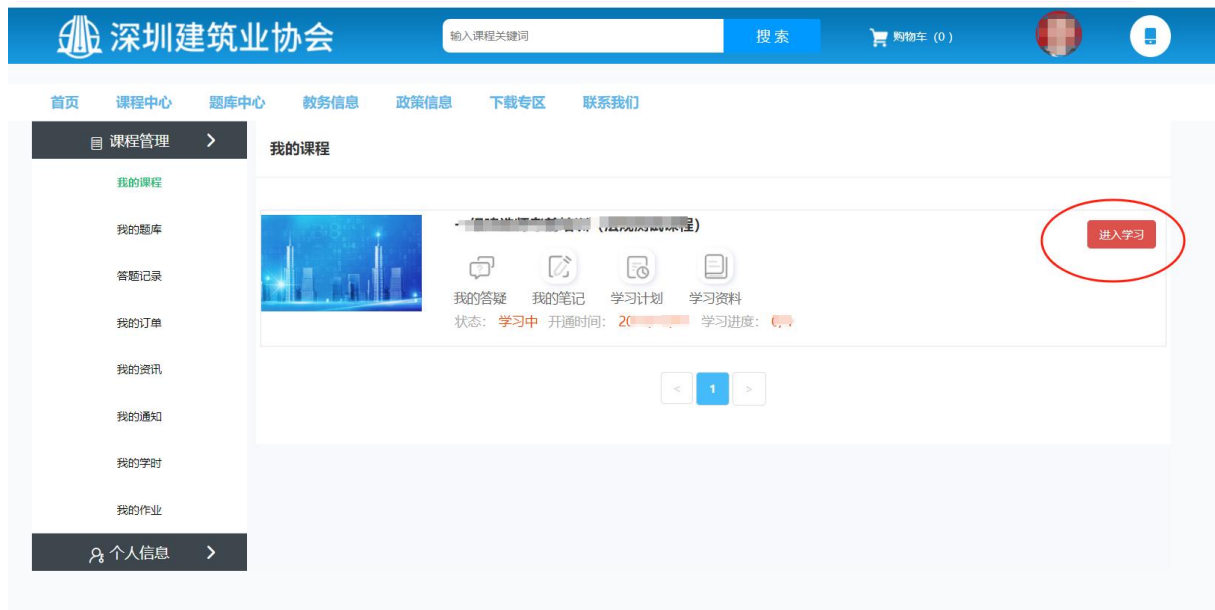 深圳建筑业协会
输入课程关键词
搜索
购物车（0）
首页 课程中心 题库中心 教务信息 政策信息 下载专区 联系我们
课程管理
我的课程
我的题库
答题记录
我的订单
我的资讯
我的通知
我的学时
我的作业
个人信息
我的课程
进入学习
我的答疑 我的笔记 学习计划 学习资料
状态： 学习中 开通时间： 学习进度：
< 1 >